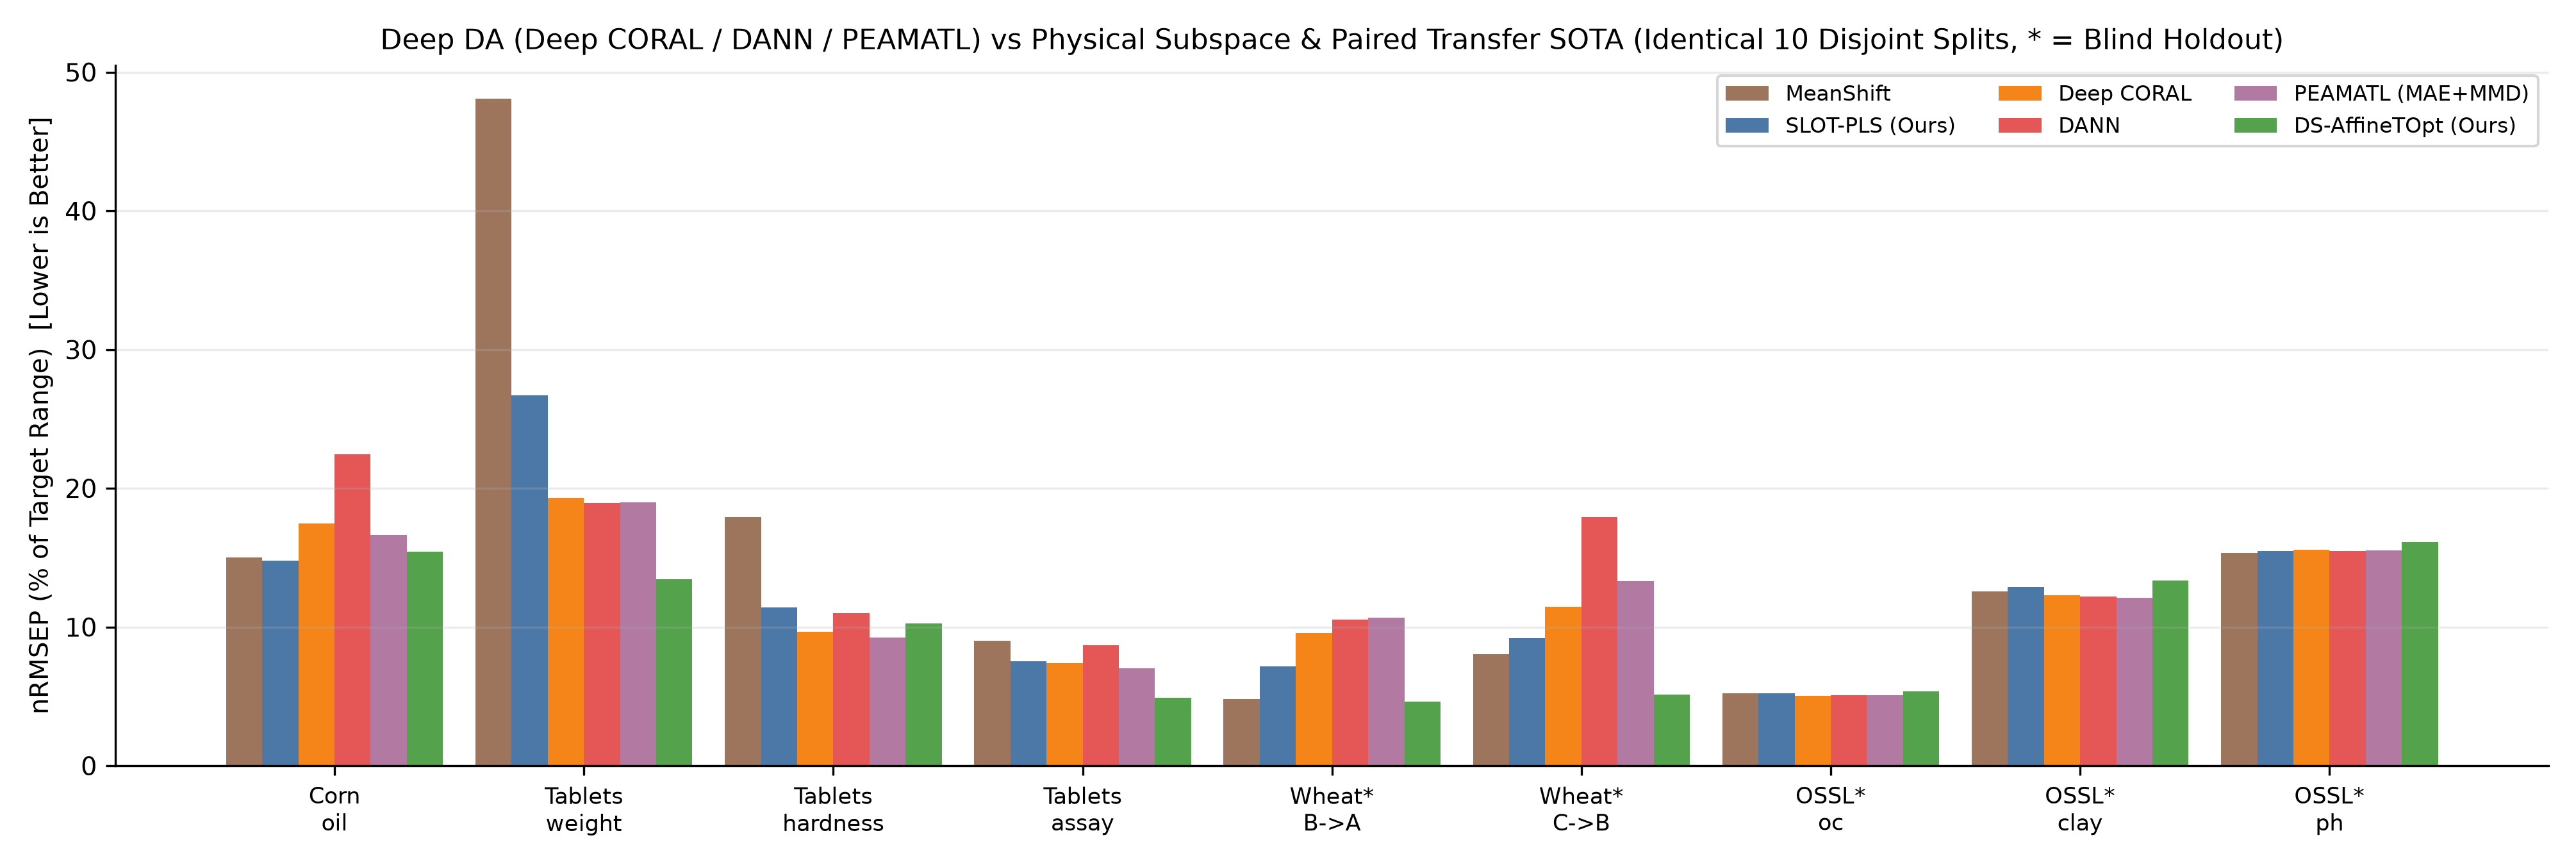 Deep DA (Deep CORAL / DANN / PEAMATL) vs Physical Subspace & Paired Transfer SOTA (Identical 10 Disjoint Splits, * = Blind Holdout)
nRMSEP (% of Target Range)  [Lower is Better]
50
40
30
20
10
0
MeanShift
SLOT-PLS (Ours)
Deep CORAL
DANN
PEAMATL (MAE+MMD)
DS-AffineTOpt (Ours)
Corn
oil
Tablets
weight
Tablets
hardness
Tablets
assay
Wheat*
B->A
Wheat*
C->B
OSSL*
oc
OSSL*
clay
OSSL*
ph